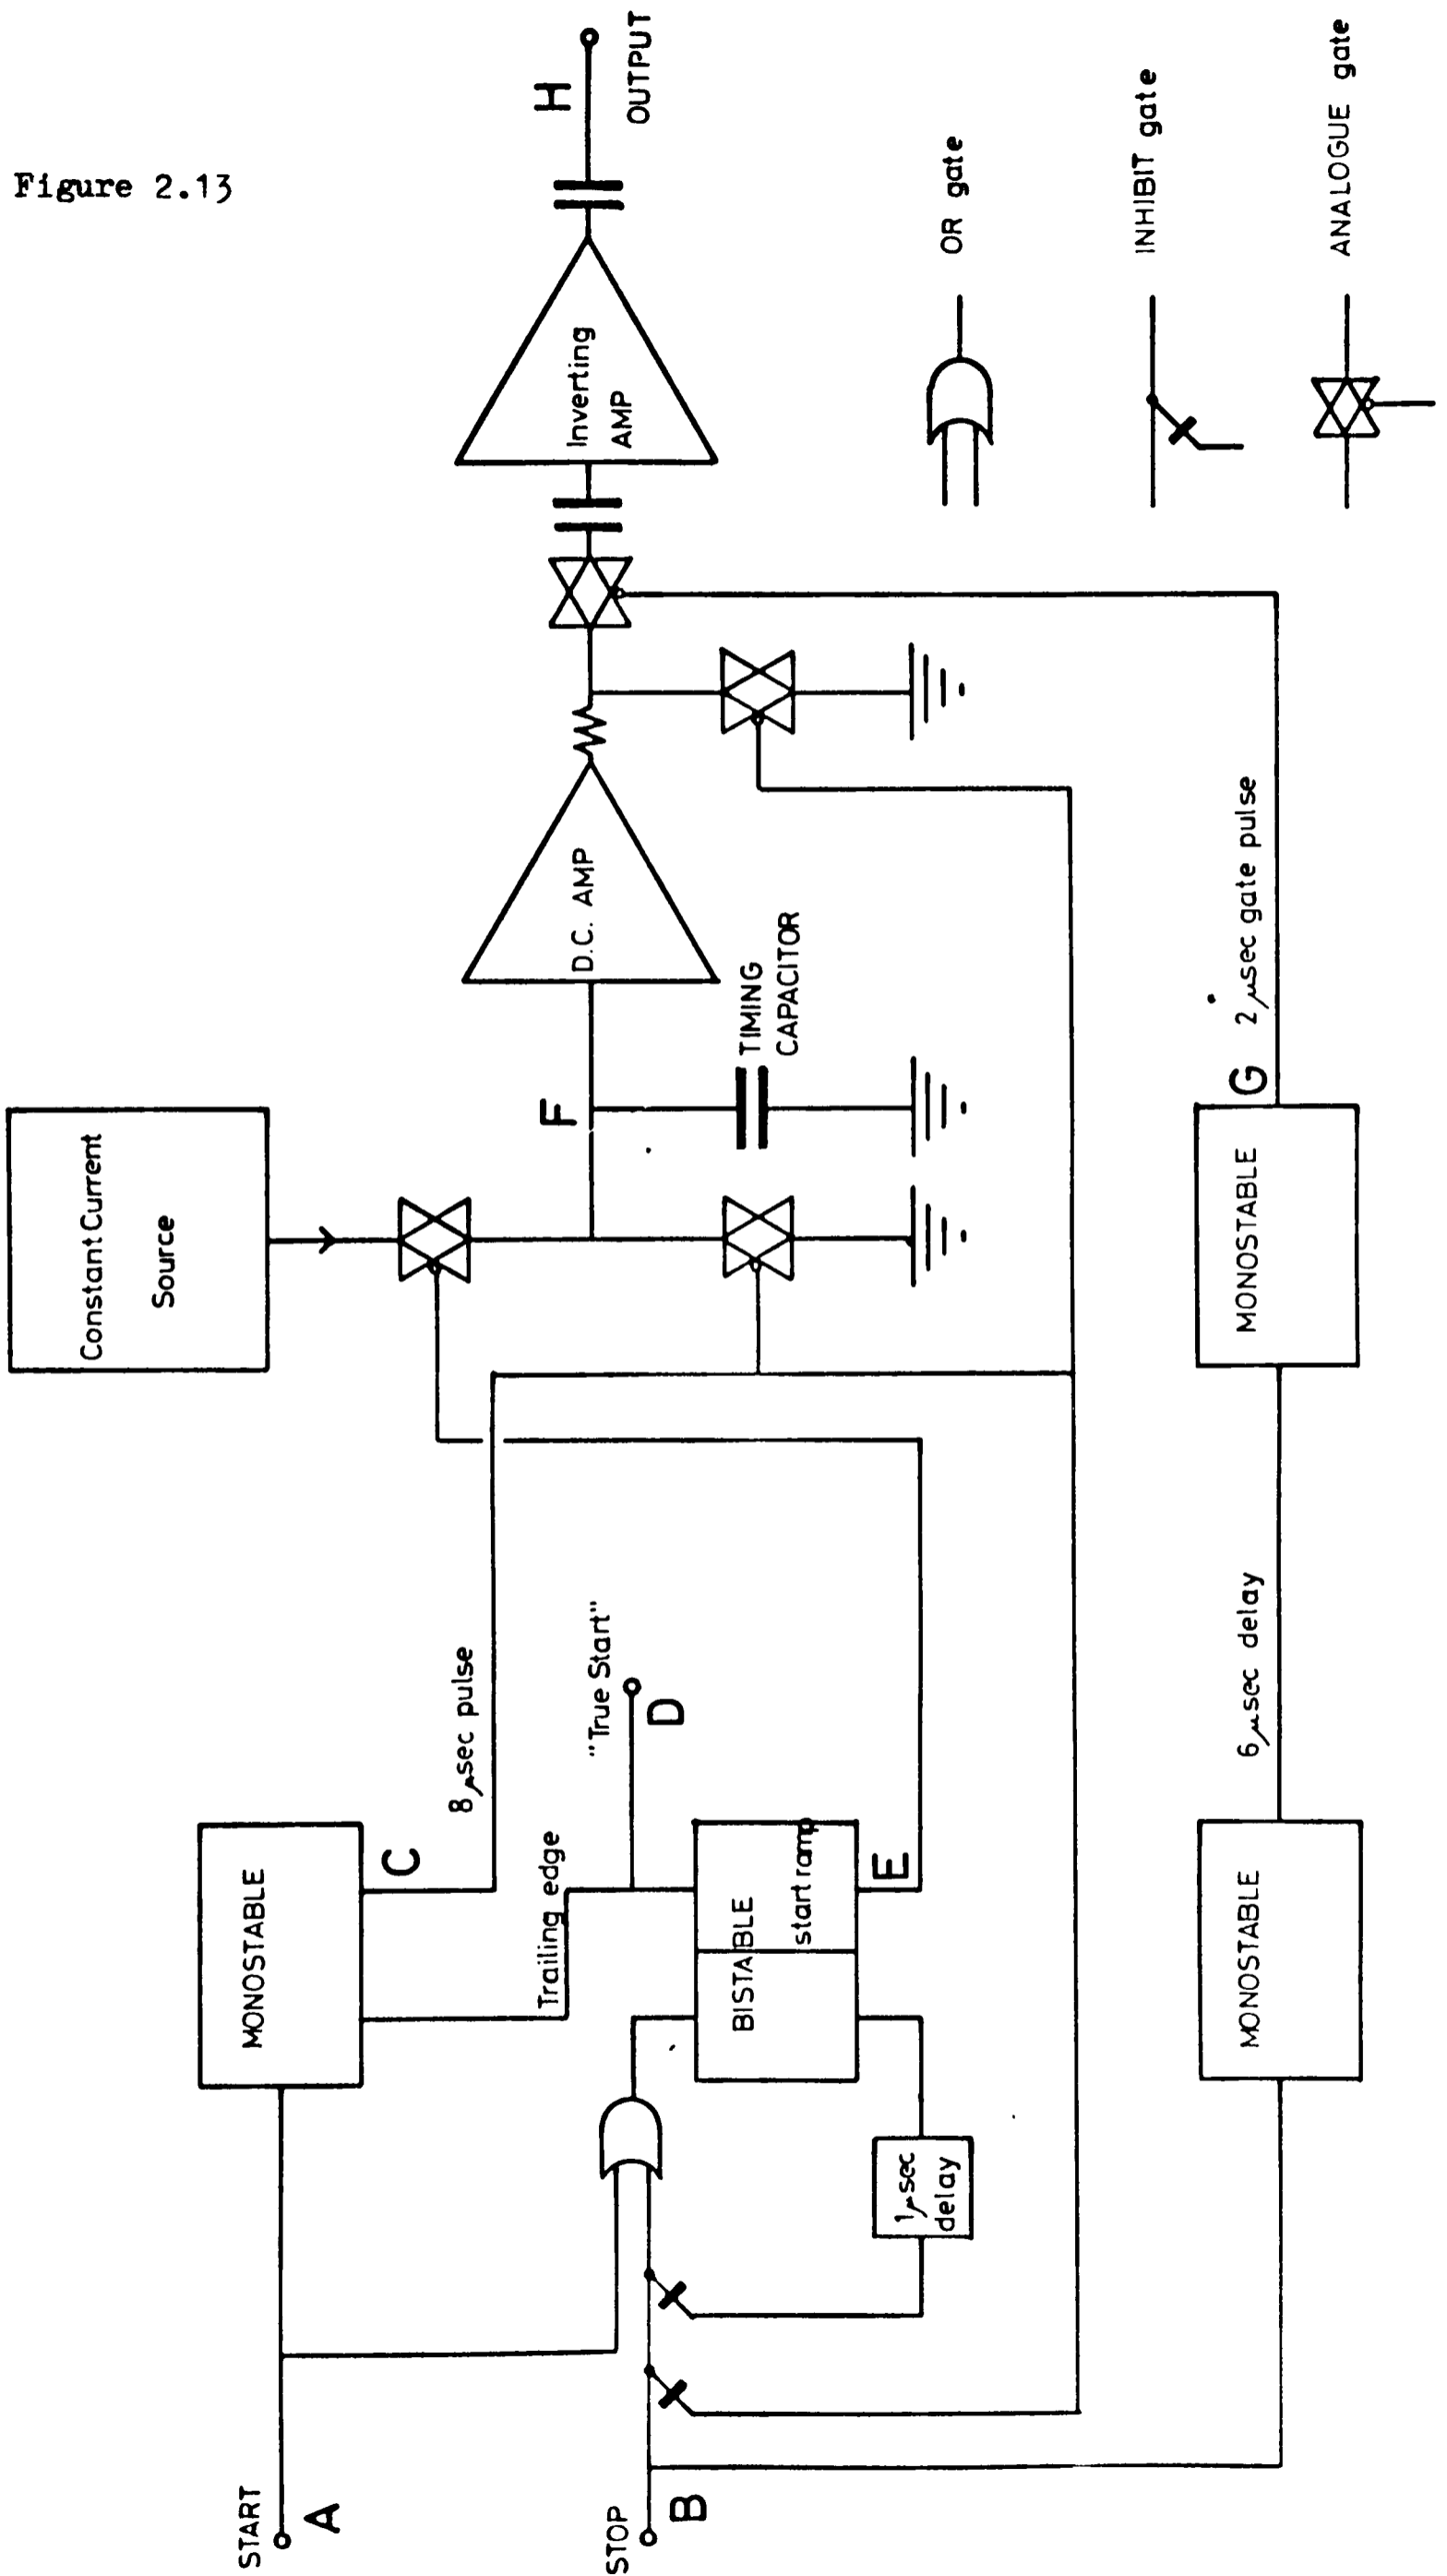 Figure 2.13
START
A
STOP
B
MONOSTABLE
C
8 μsec pulse
Trailing edge
"True Start"
D
BISTABLE
start ramp
E
1 μsec
delay
MONOSTABLE
6 μsec delay
MONOSTABLE
G
2 μsec gate pulse
Constant Current
Source
F
TIMING
CAPACITOR
D.C. AMP
Inverting
AMP
H
OUTPUT
OR gate
INHIBIT gate
ANALOGUE gate